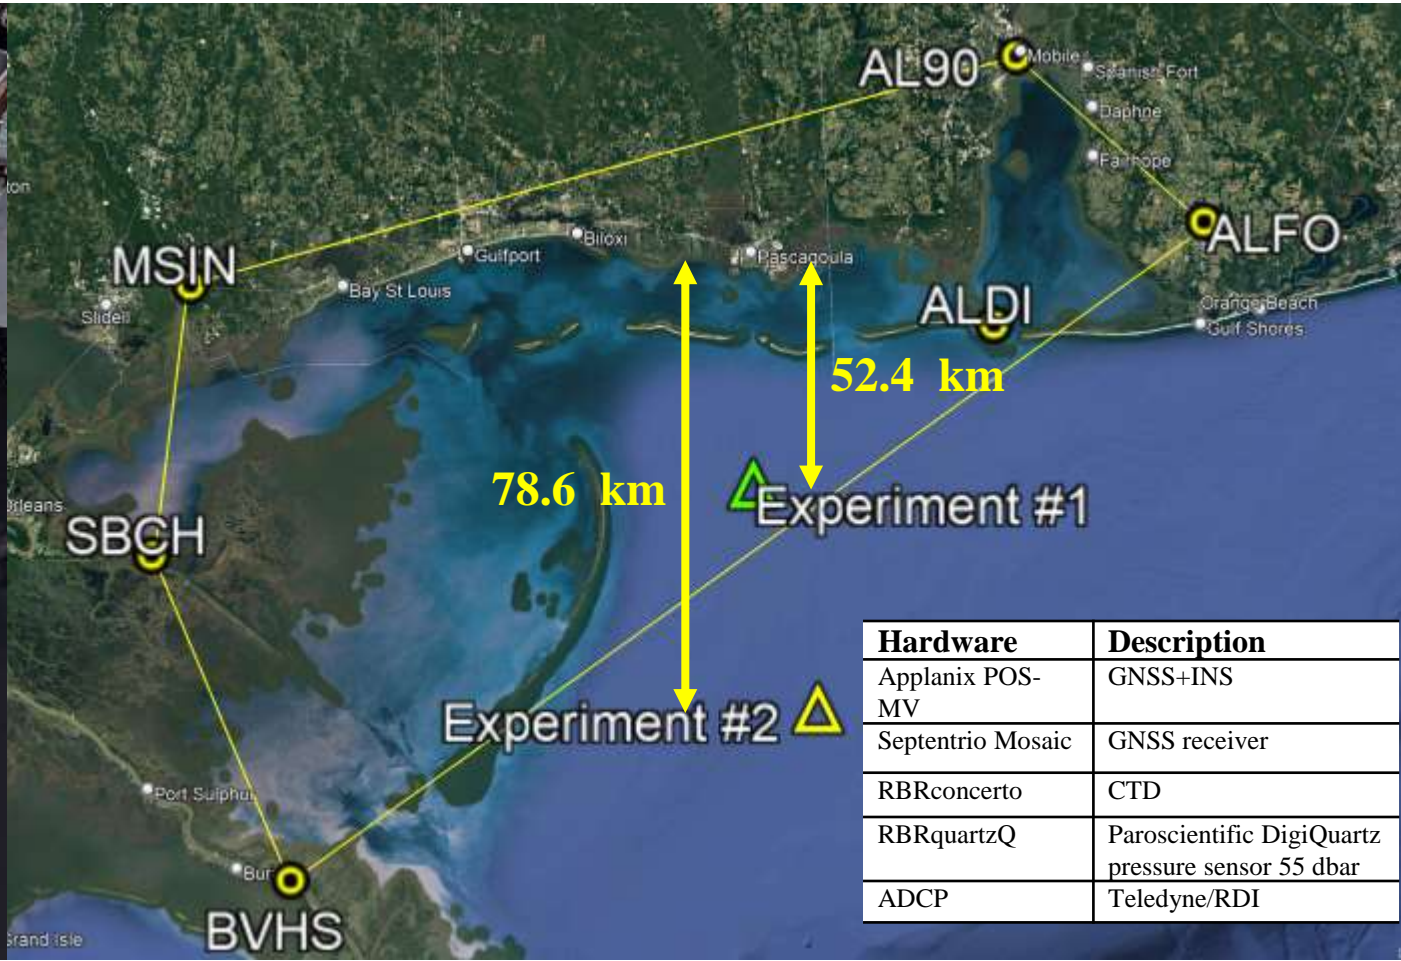 AL90
Mobile
Spanish Fort
Daphne
Fairhope
ALFO
Biloxi
Gulfport
Pascagoula
MSIN
Bay St Louis
Slidell
ALDI
Orange Beach
Gulf Shores
52.4 km
78.6 km
Experiment #1
Orleans
SBCH
Experiment #2
Port Sulphur
BVHS
Grand Isle
Hardware Description
Applanix POS- GNSS+INS
MV
Septentrio Mosaic GNSS receiver
RBRconcerto CTD
RBRquartzQ Paroscientific DigiQuartz
pressure sensor 55 dbar
ADCP Teledyne/RDI